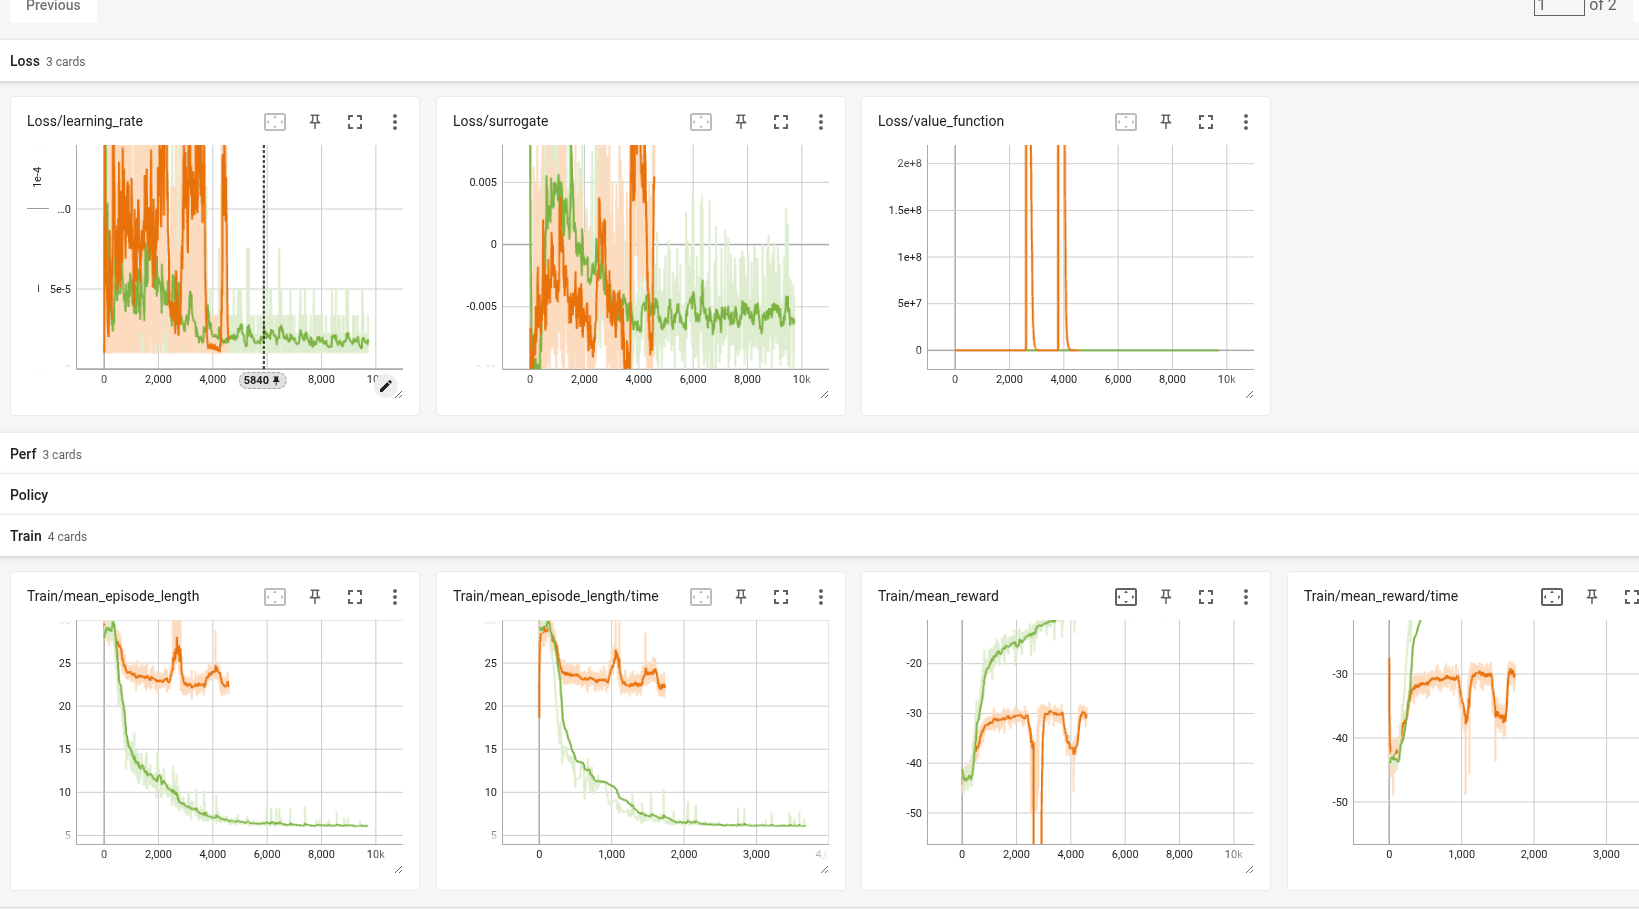 Previous
1 of 2
Loss 3 cards
Loss/learning_rate
1e-4
...0
5e-5
0 2,000 4,000 5840 8,000 10
Loss/surrogate
0.005
0
-0.005
0 2,000 4,000 6,000 8,000 10k
Loss/value_function
2e+8
1.5e+8
1e+8
5e+7
0
0 2,000 4,000 6,000 8,000 10k
Perf 3 cards
Policy
Train 4 cards
Train/mean_episode_length
25
20
15
10
5
0 2,000 4,000 6,000 8,000 10k
Train/mean_episode_length/time
25
20
15
10
5
0 1,000 2,000 3,000 4,
Train/mean_reward
-20
-30
-40
-50
0 2,000 4,000 6,000 8,000 10k
Train/mean_reward/time
-30
-40
-50
0 1,000 2,000 3,000